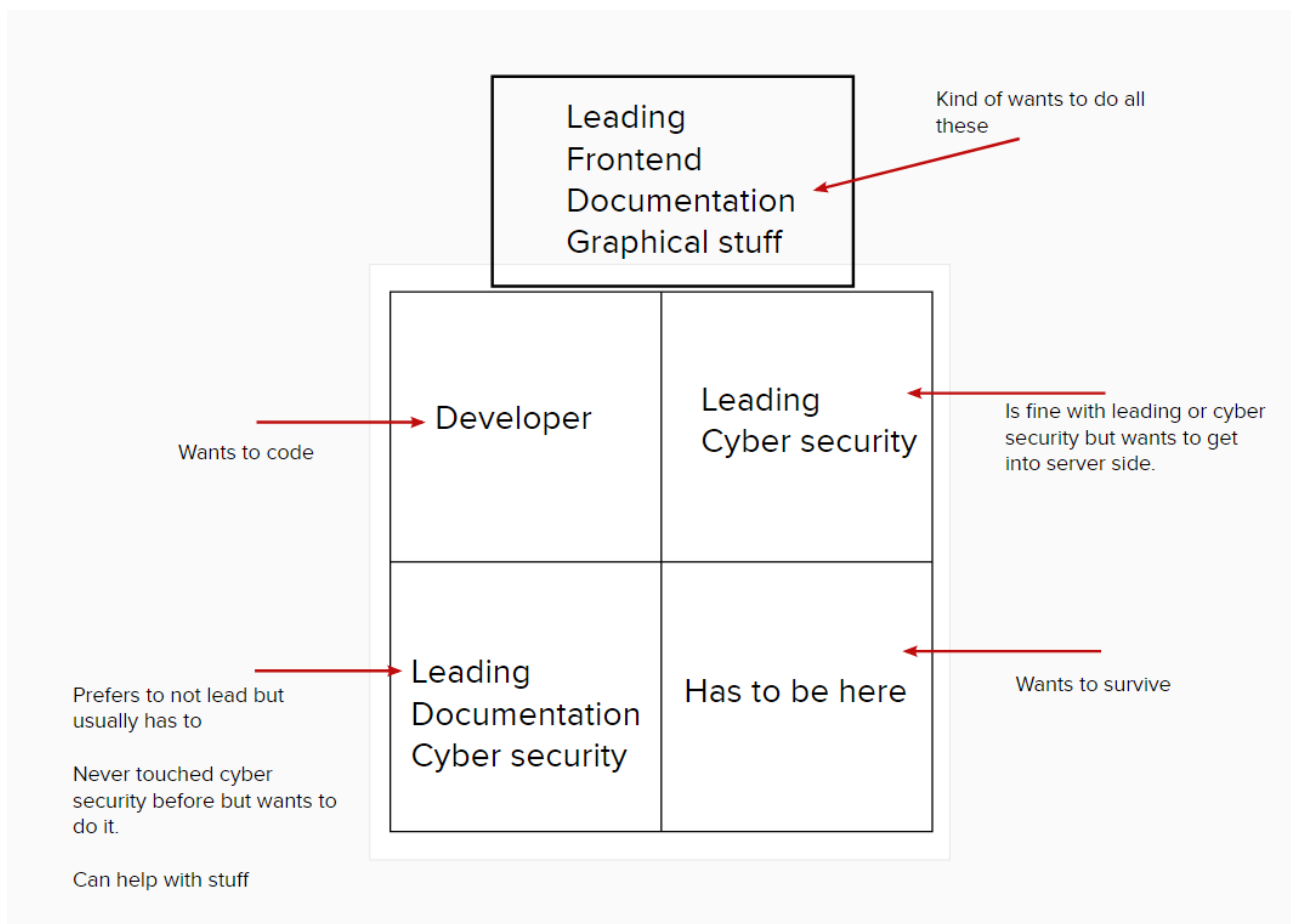 Leading
Frontend
Documentation
Graphical stuff
Kind of wants to do all
these
Developer
Wants to code
Leading
Cyber security
Is fine with leading or cyber
security but wants to get
into server side.
Leading
Documentation
Cyber security
Prefers to not lead but
usually has to
Never touched cyber
security before but wants to
do it.
Can help with stuff
Has to be here
Wants to survive